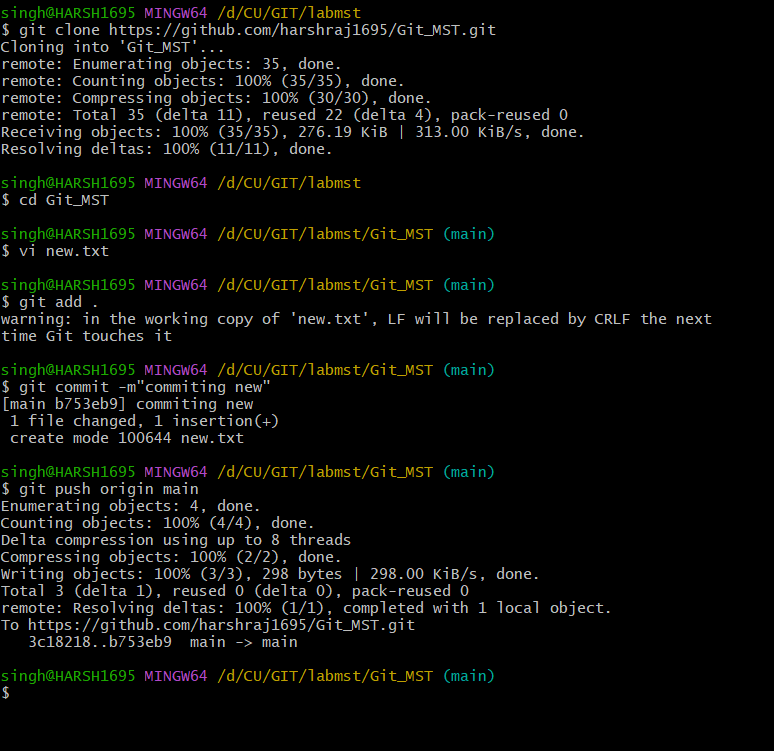 singh@HARSH1695 MINGW64 /d/CU/GIT/labmst
$ git clone https://github.com/harshraj1695/Git_MST.git
Cloning into 'Git_MST'...
remote: Enumerating objects: 35, done.
remote: Counting objects: 100% (35/35), done.
remote: Compressing objects: 100% (30/30), done.
remote: Total 35 (delta 11), reused 22 (delta 4), pack-reused 0
Receiving objects: 100% (35/35), 276.19 KiB | 313.00 KiB/s, done.
Resolving deltas: 100% (11/11), done.
singh@HARSH1695 MINGW64 /d/CU/GIT/labmst
$ cd Git_MST
singh@HARSH1695 MINGW64 /d/CU/GIT/labmst/Git_MST (main)
$ vi new.txt
singh@HARSH1695 MINGW64 /d/CU/GIT/labmst/Git_MST (main)
$ git add .
warning: in the working copy of 'new.txt', LF will be replaced by CRLF the next
time Git touches it
singh@HARSH1695 MINGW64 /d/CU/GIT/labmst/Git_MST (main)
$ git commit -m"commiting new"
[main b753eb9] commiting new
 1 file changed, 1 insertion(+)
 create mode 100644 new.txt
singh@HARSH1695 MINGW64 /d/CU/GIT/labmst/Git_MST (main)
$ git push origin main
Enumerating objects: 4, done.
Counting objects: 100% (4/4), done.
Delta compression using up to 8 threads
Compressing objects: 100% (2/2), done.
Writing objects: 100% (3/3), 298 bytes | 298.00 KiB/s, done.
Total 3 (delta 1), reused 0 (delta 0), pack-reused 0
remote: Resolving deltas: 100% (1/1), completed with 1 local object.
To https://github.com/harshraj1695/Git_MST.git
   3c18218..b753eb9  main -> main
singh@HARSH1695 MINGW64 /d/CU/GIT/labmst/Git_MST (main)
$